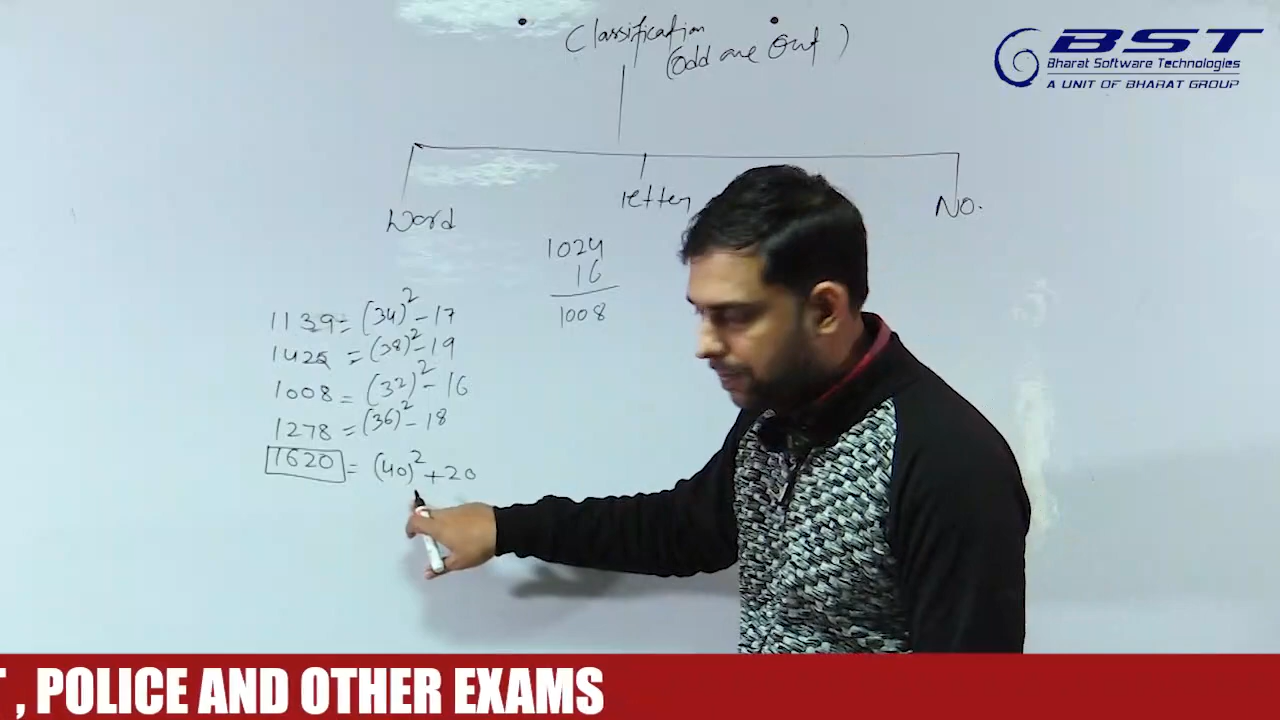 Classification
(Odd one Out)
Word
letter
No.
1024
16
1008
1139 = (34)² - 17
1425 = (38)² - 19
1008 = (32)² - 16
1278 = (36)² - 18
1620 = (40)² + 20
BST
Bharat Software Technologies
A UNIT OF BHARAT GROUP
, POLICE AND OTHER EXAMS